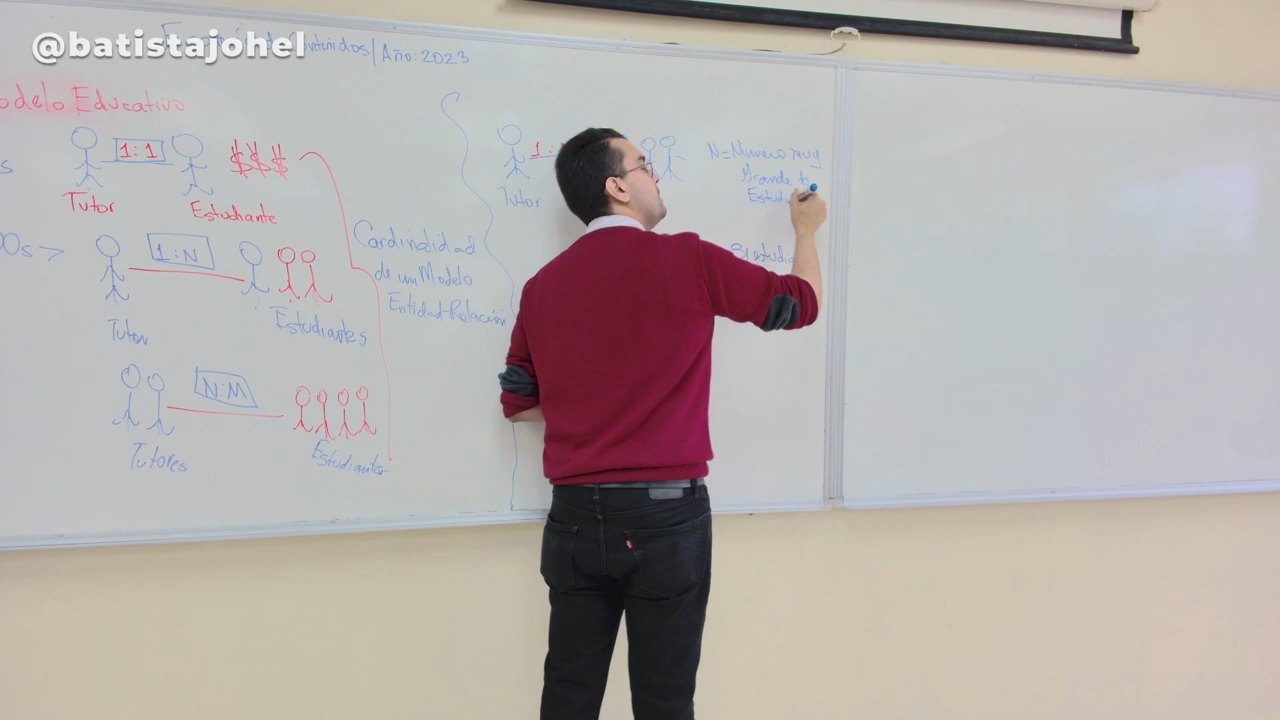 @batistajohel
/Año: 2023
odelo Educativo
1:1
$$$
Tutor
Estudiante
1:N
Tutor
Estudiantes
N:M
Tutores
Estudiantes
Cardinalidad
de un Modelo
Entidad-Relación
1:
Tutor
N=Numero muy
Grande